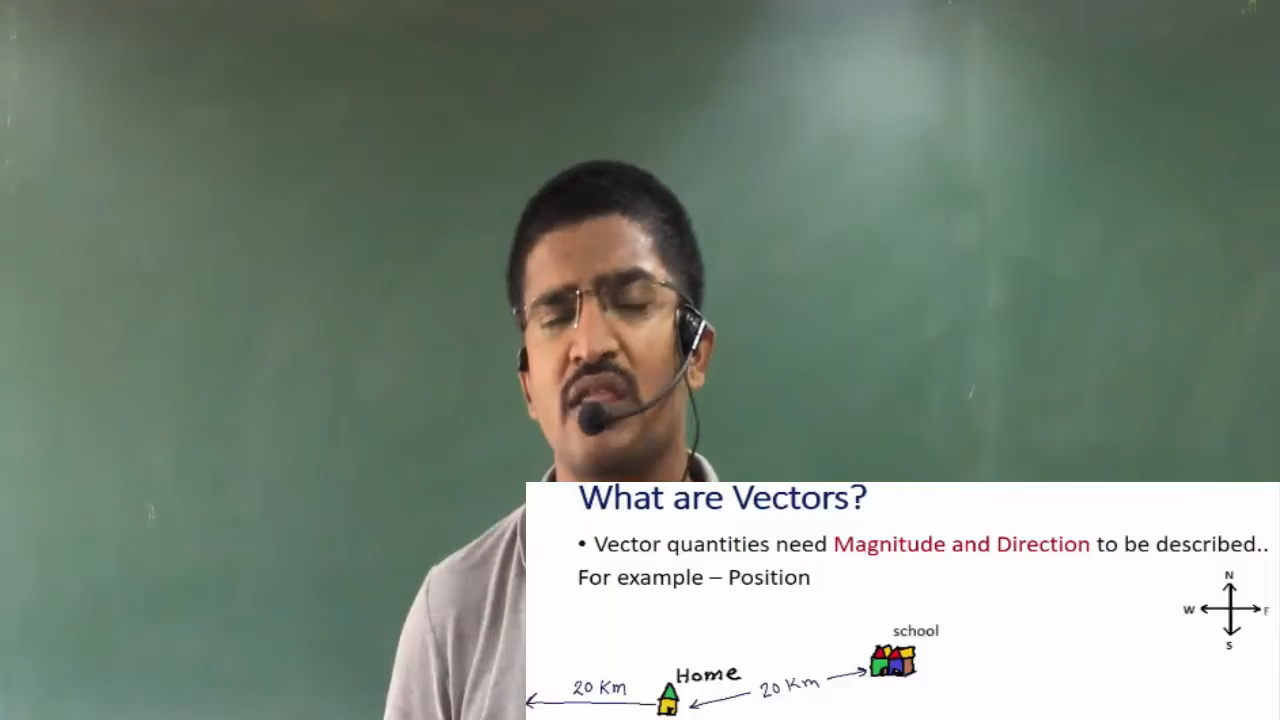 What are Vectors?
• Vector quantities need Magnitude and Direction to be described..
For example – Position
N
W E
S
school
Home
20 Km
20 Km